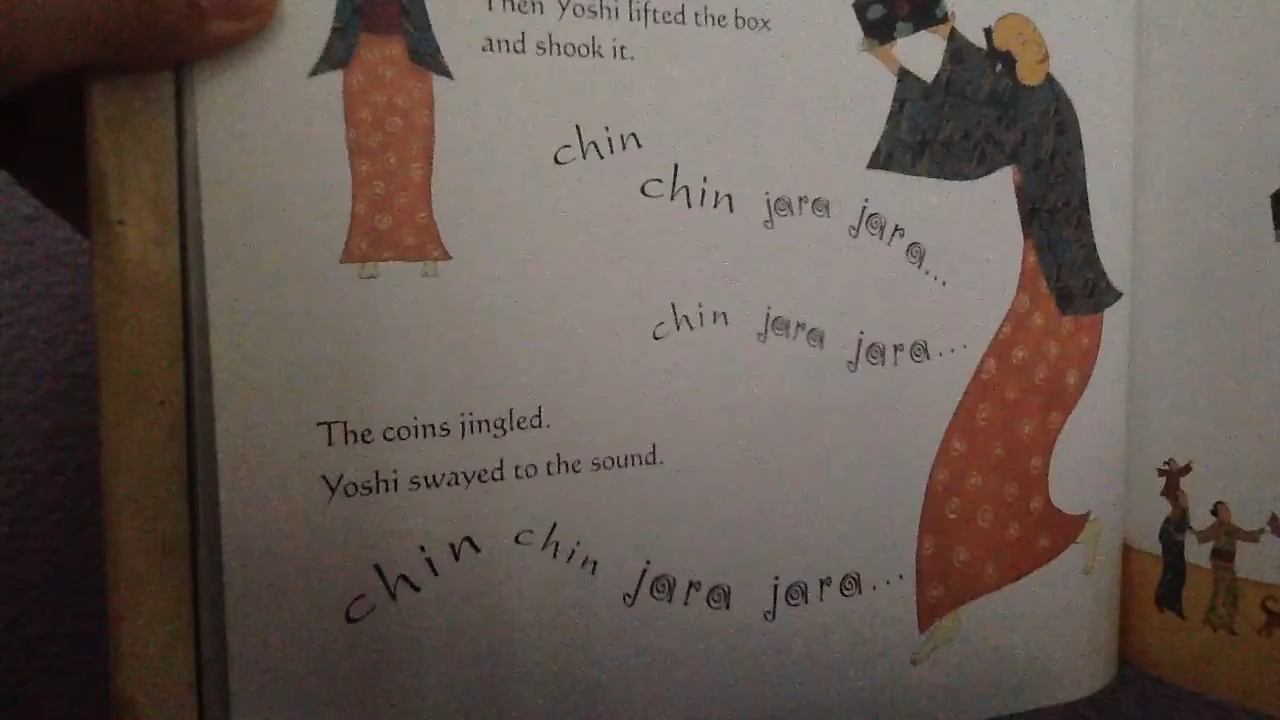 Then Yoshi lifted the box
and shook it.
chin
chin jara jara...
chin jara jara...
The coins jingled.
Yoshi swayed to the sound.
chin chin jara jara...